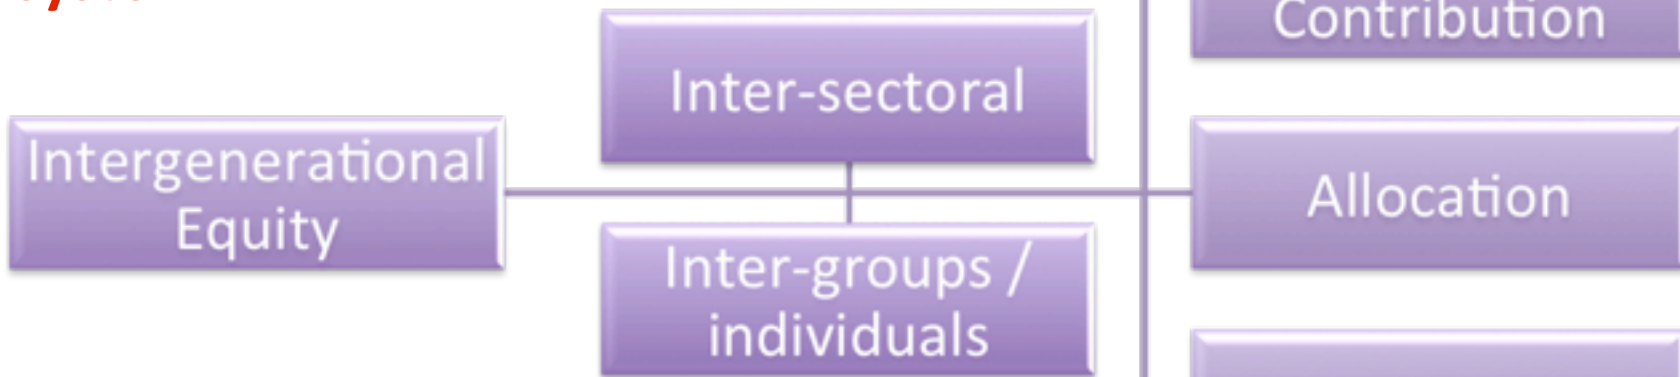 Contribution
Inter-sectoral
Intergenerational
Equity
Allocation
Inter-groups /
individuals